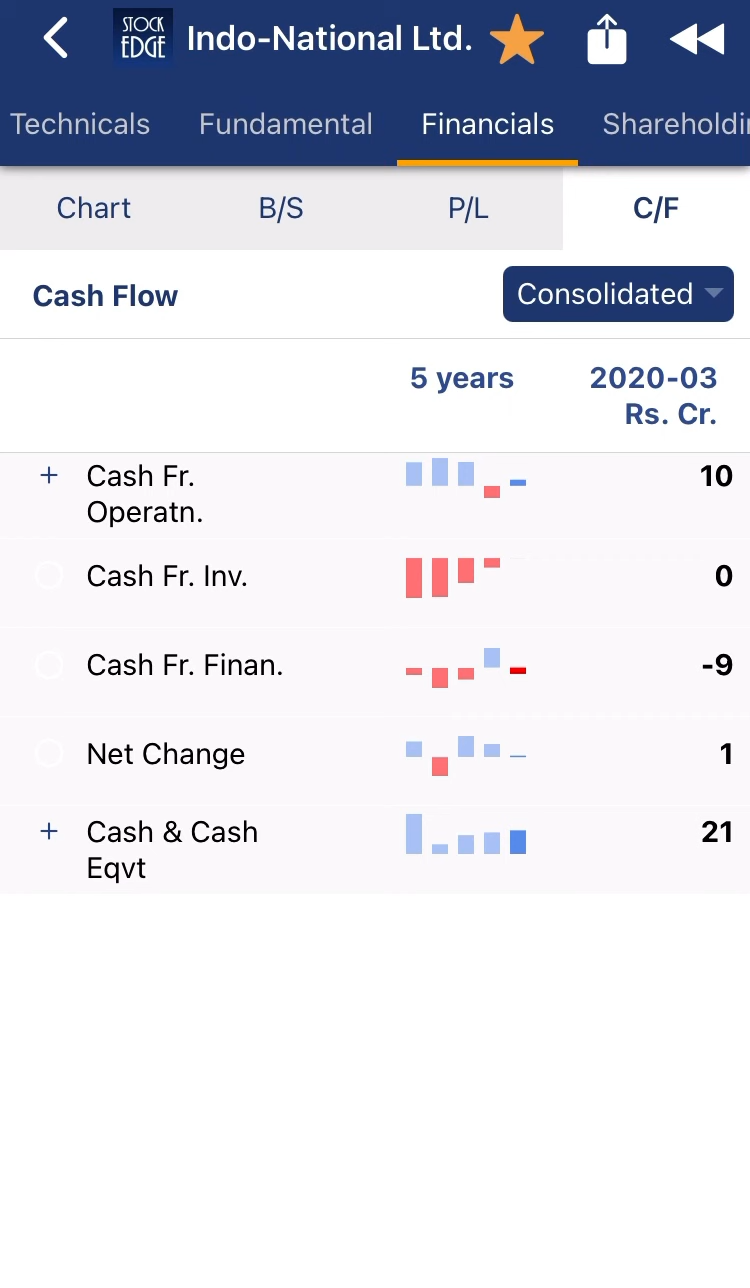 STOCK
EDGE
Indo-National Ltd.
Technicals Fundamental Financials Shareholdin
Chart B/S P/L C/F
Cash Flow Consolidated
5 years 2020-03
Rs. Cr.
+ Cash Fr. 10
Operatn.
Cash Fr. Inv. 0
Cash Fr. Finan. -9
Net Change 1
+ Cash & Cash 21
Eqvt